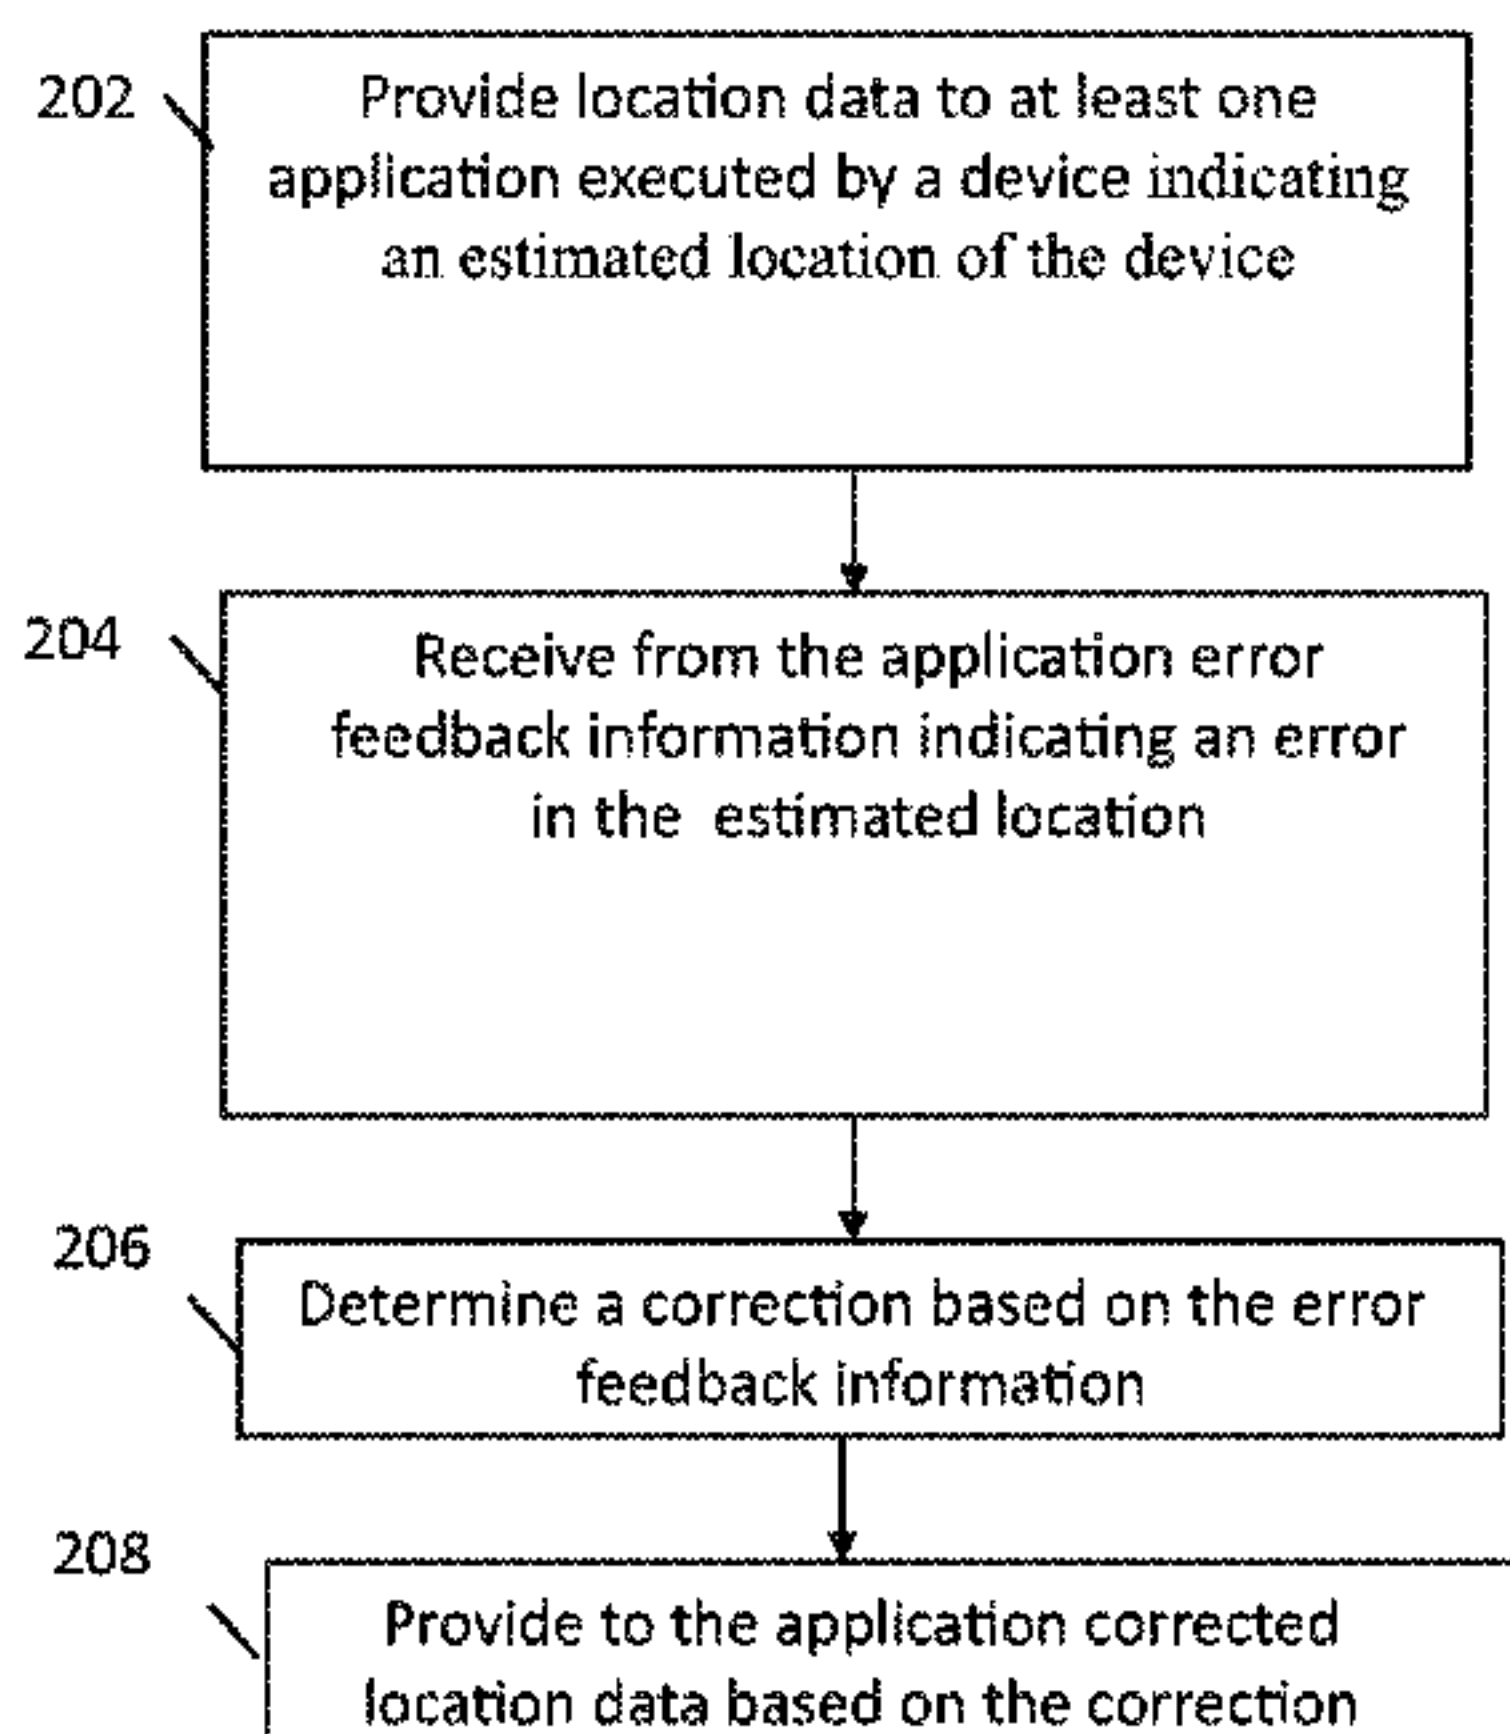 202
Provide location data to at least one
application executed by a device indicating
an estimated location of the device
204
Receive from the application error
feedback information indicating an error
in the estimated location
206
Determine a correction based on the error
feedback information
208
Provide to the application corrected
location data based on the correction